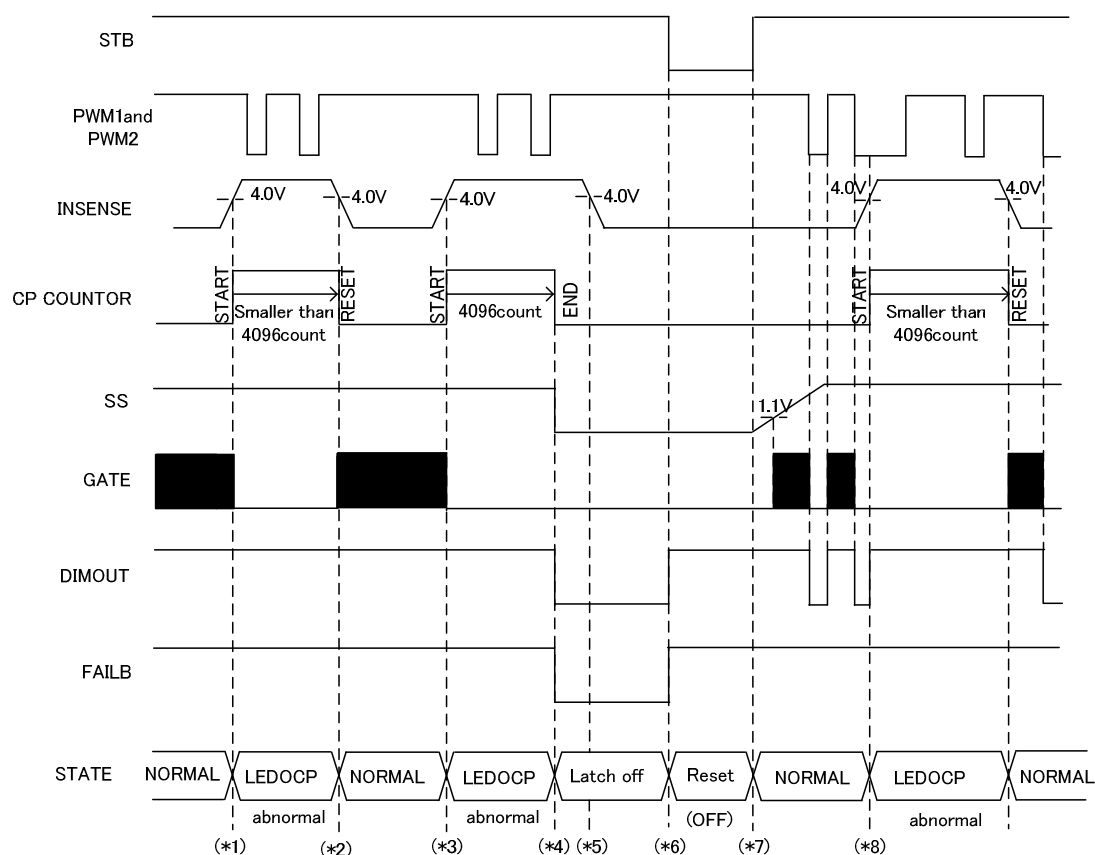 STB
PWM1and
PWM2
INSENSE
4.0V
4.0V
4.0V
4.0V
4.0V
4.0V
CP COUNTOR
START
Smaller than
4096count
RESET
START
4096count
END
START
Smaller than
4096count
RESET
SS
1.1V
GATE
DIMOUT
FAILB
STATE
NORMAL
LEDOCP
NORMAL
LEDOCP
Latch off
Reset
NORMAL
LEDOCP
NORMAL
abnormal
abnormal
(OFF)
abnormal
(*1)
(*2)
(*3)
(*4)
(*5)
(*6)
(*7)
(*8)